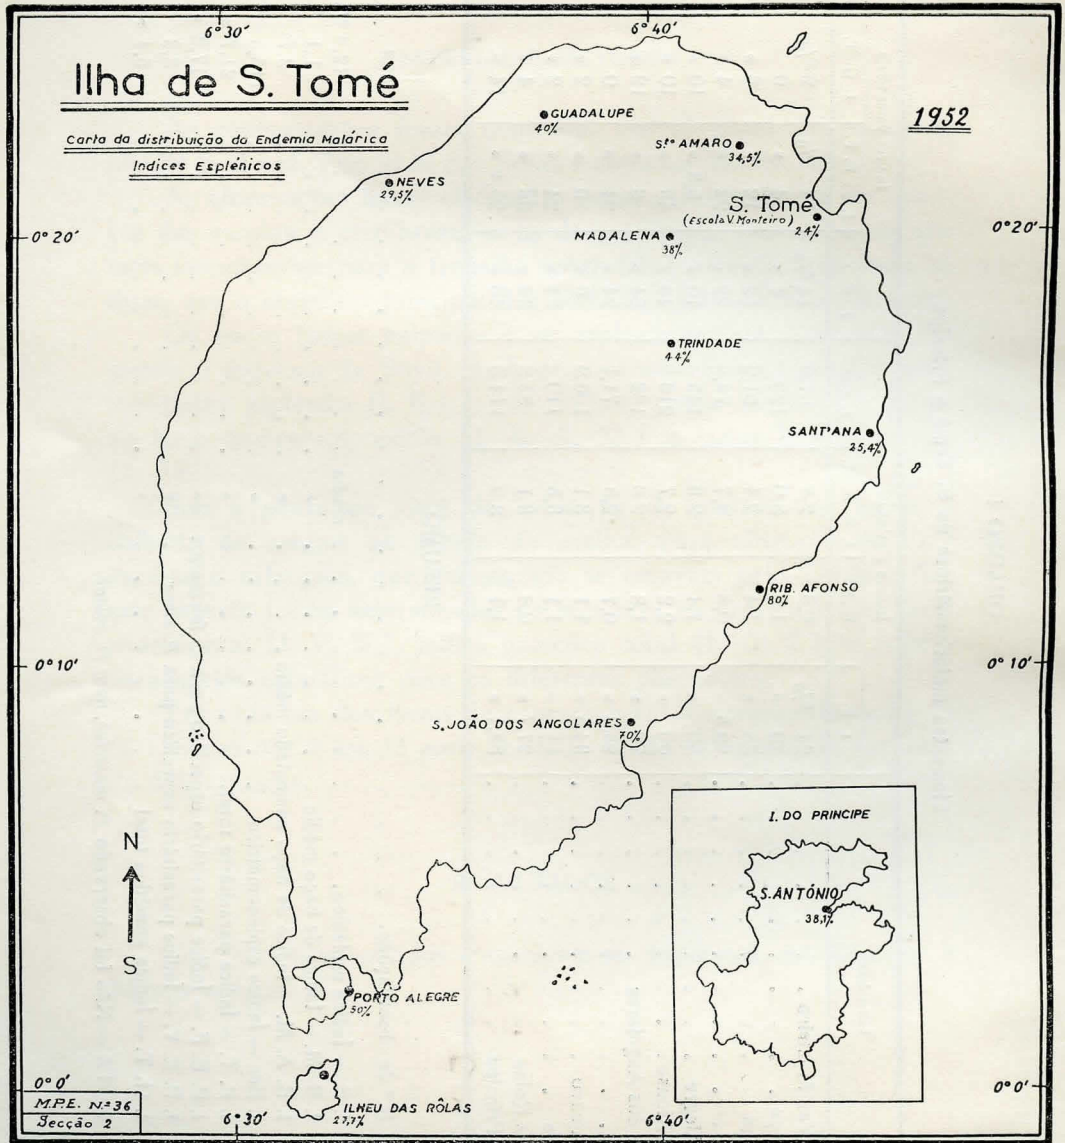 6°30'
6°40'
Ilha de S. Tomé
Carta da distribuição da Endemia Malárica
Indices Esplénicos
1952
GUADALUPE
40%
Sto AMARO
34,5%
NEVES
29,5%
S. Tomé
(Escola V. Monteiro)
24%
0°20'
0°20'
MADALENA
38%
TRINDADE
44%
SANT'ANA
25,4%
RIB. AFONSO
80%
0°10'
0°10'
S. JOÃO DOS ANGOLARES
70%
I. DO PRINCIPE
S. ANTÓNIO
38,1%
N
S
PORTO ALEGRE
50%
0°0'
0°0'
ILHEU DAS RÔLAS
27,7%
M.P.E. N.º 36
Secção 2
6°30'
6°40'